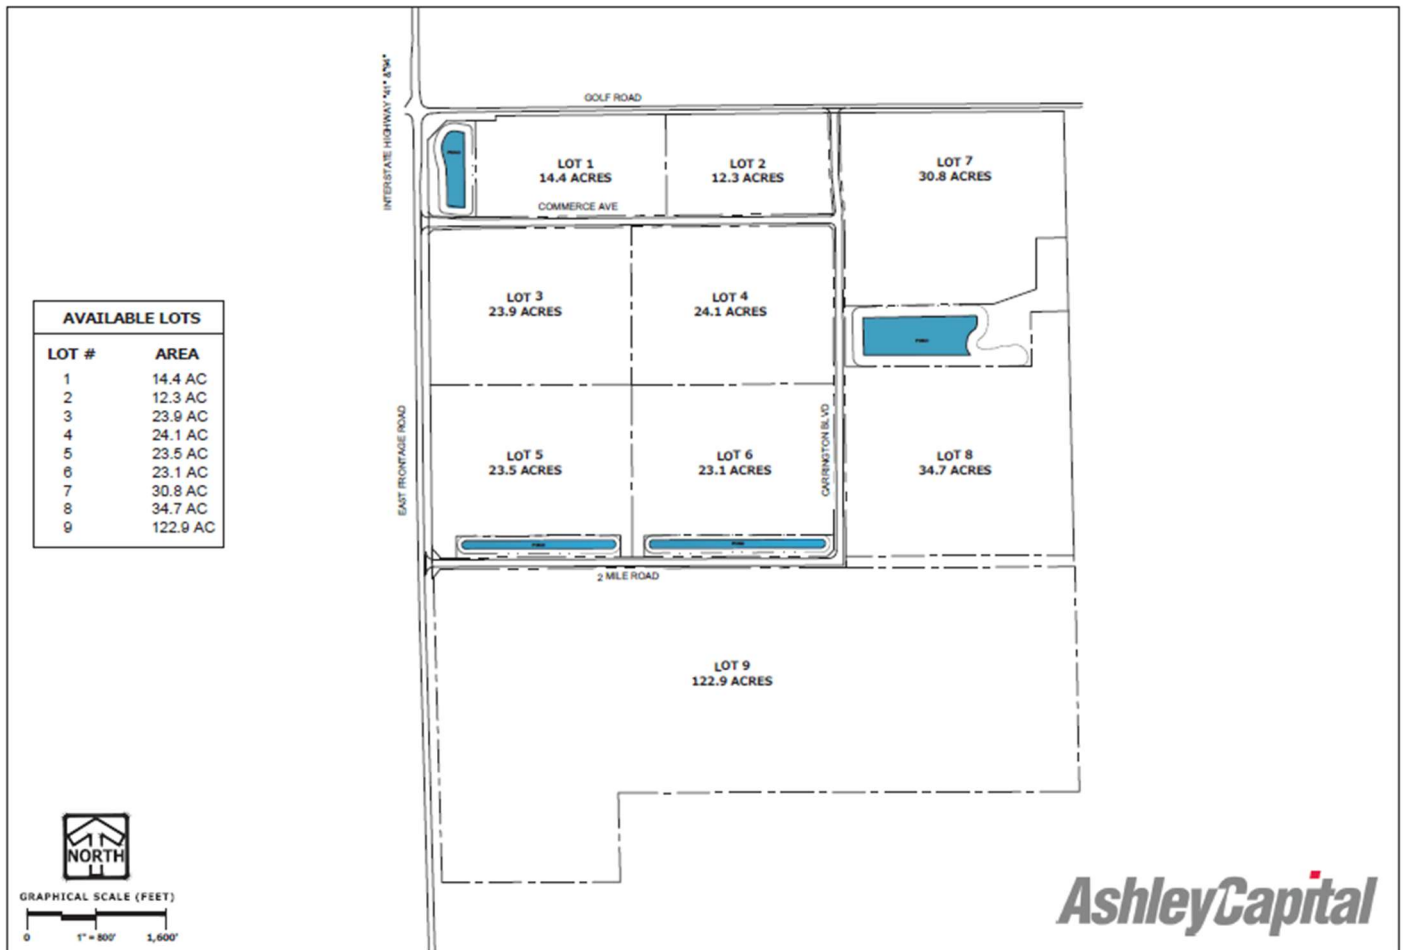 INTERSTATE HIGHWAY "41" & "94"
GOLF ROAD
LOT 1
14.4 ACRES
LOT 2
12.3 ACRES
LOT 7
30.8 ACRES
COMMERCE AVE
LOT 3
23.9 ACRES
LOT 4
24.1 ACRES
AVAILABLE LOTS
LOT # AREA
1 14.4 AC
2 12.3 AC
3 23.9 AC
4 24.1 AC
5 23.5 AC
6 23.1 AC
7 30.8 AC
8 34.7 AC
9 122.9 AC
EAST FRONTAGE ROAD
CARRINGTON BLVD
LOT 5
23.5 ACRES
LOT 6
23.1 ACRES
LOT 8
34.7 ACRES
2 MILE ROAD
LOT 9
122.9 ACRES
NORTH
GRAPHICAL SCALE (FEET)
0 1" = 800' 1,600'
AshleyCapital